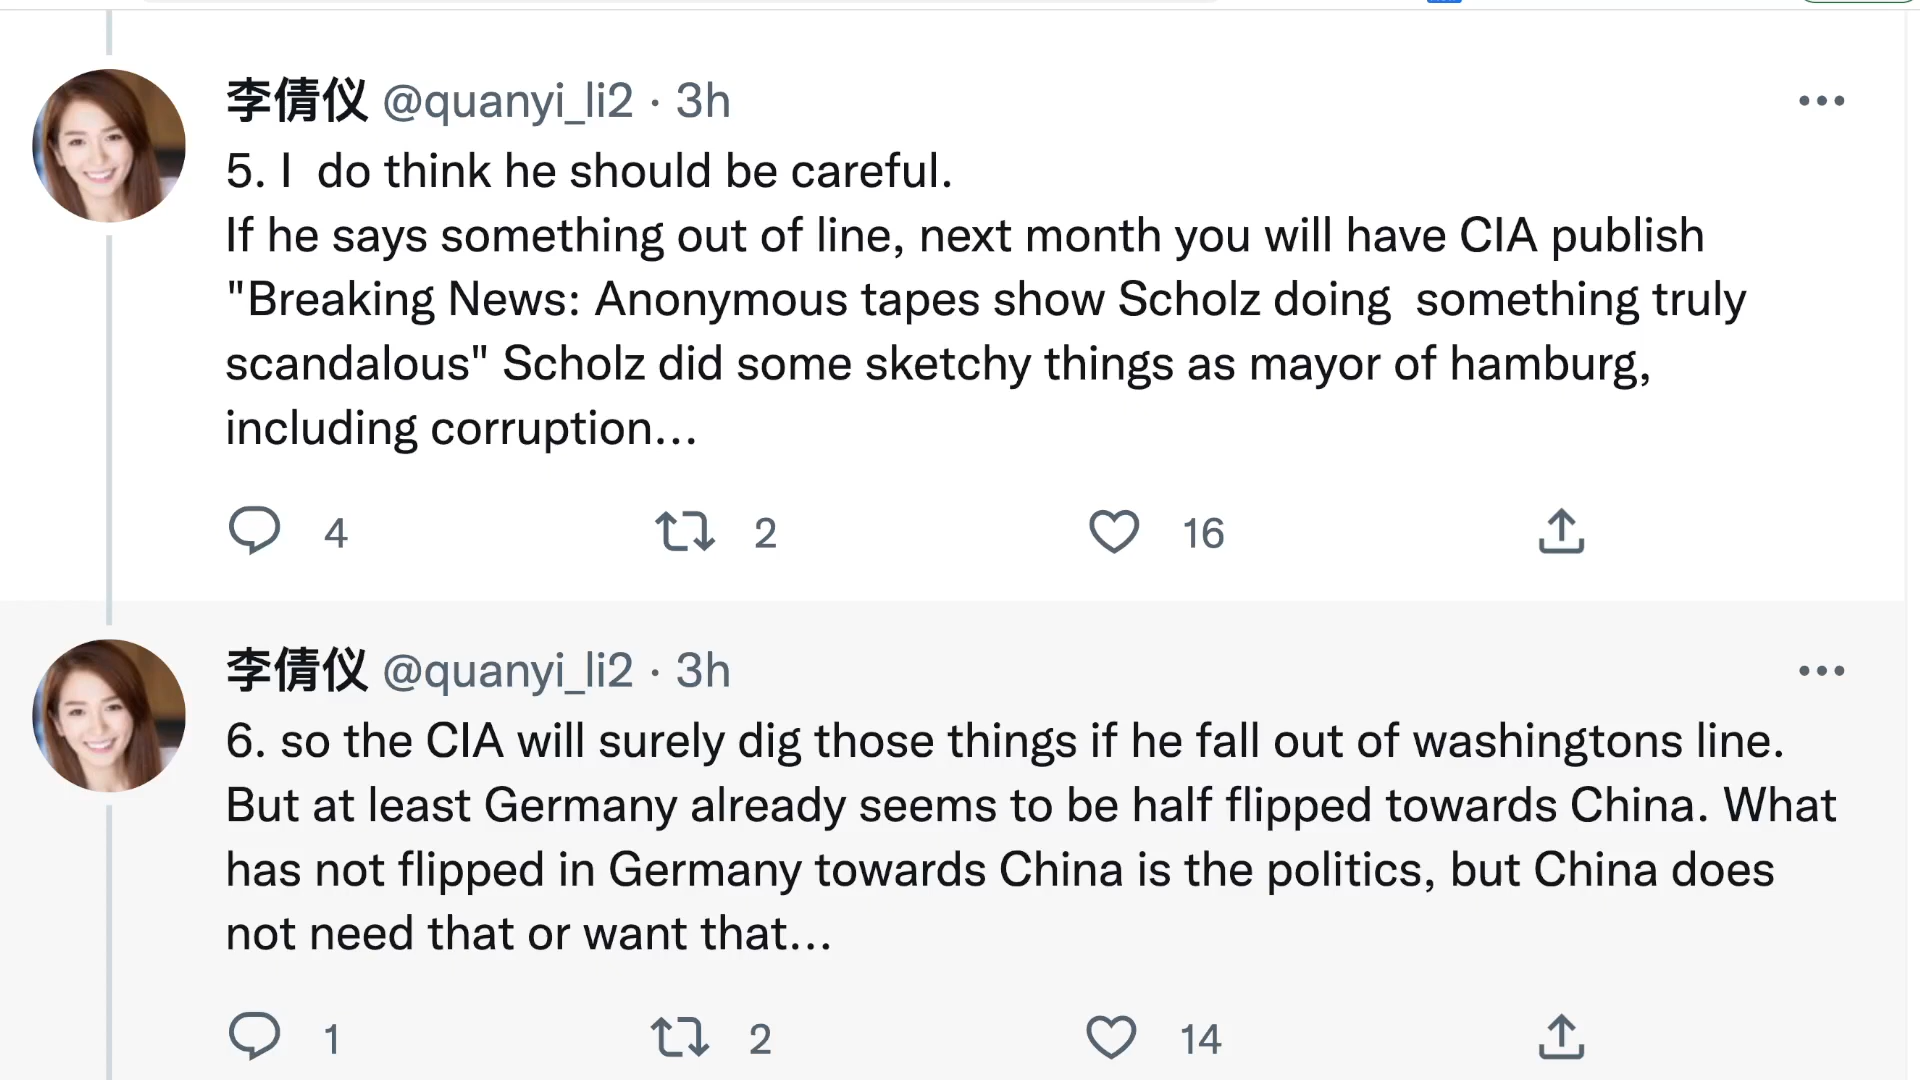 李倩仪 @quanyi_li2 · 3h
5. I  do think he should be careful.
If he says something out of line, next month you will have CIA publish
"Breaking News: Anonymous tapes show Scholz doing  something truly
scandalous" Scholz did some sketchy things as mayor of hamburg,
including corruption...
4 2 16
李倩仪 @quanyi_li2 · 3h
6. so the CIA will surely dig those things if he fall out of washingtons line.
But at least Germany already seems to be half flipped towards China. What
has not flipped in Germany towards China is the politics, but China does
not need that or want that...
1 2 14